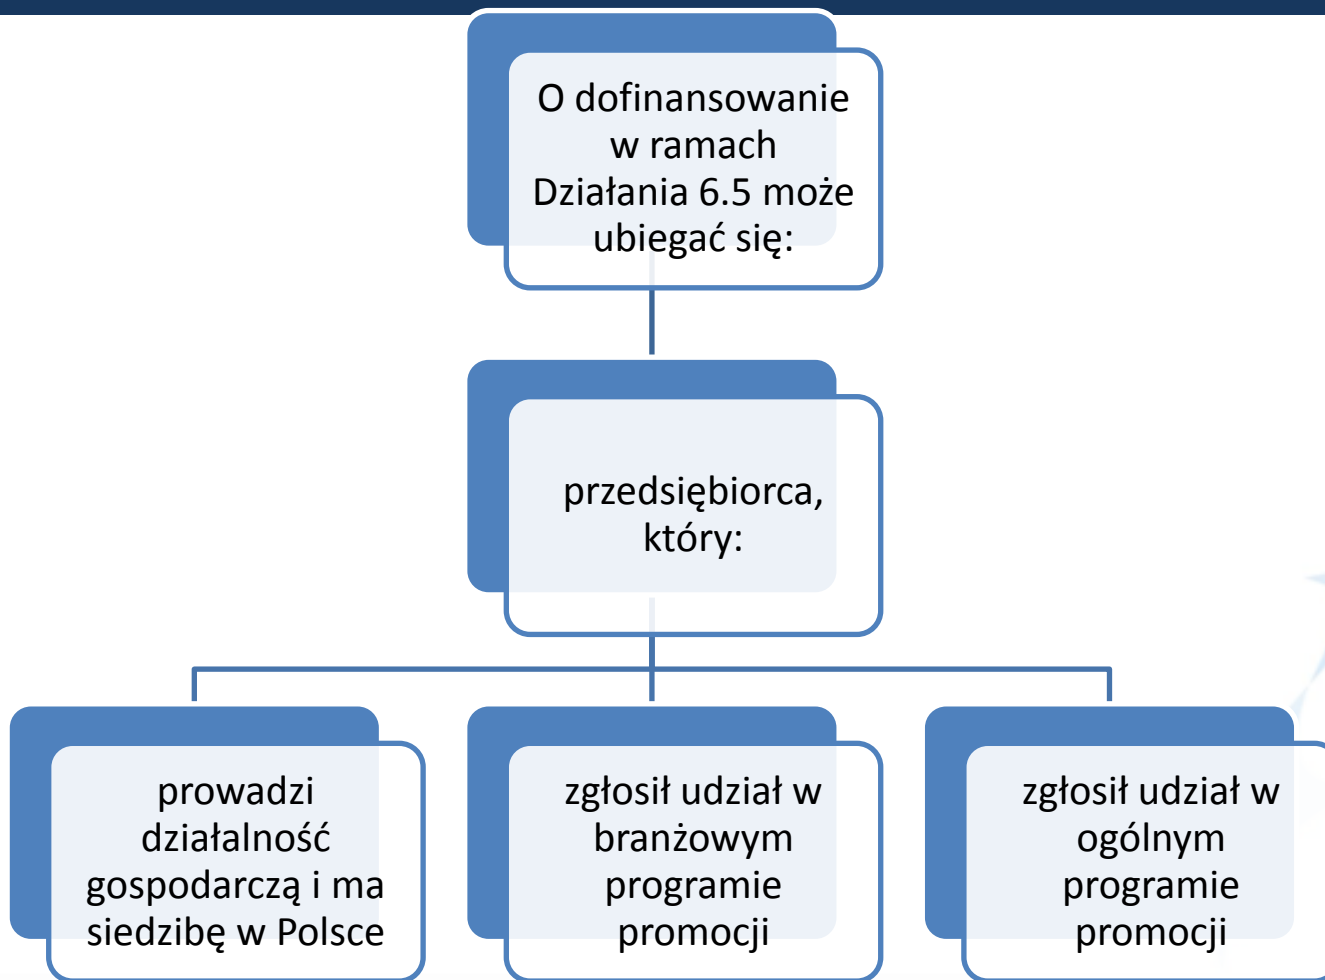 O dofinansowanie
w ramach
Działania 6.5 może
ubiegać się:
przedsiębiorca,
który:
prowadzi
działalność
gospodarczą i ma
siedzibę w Polsce
zgłosił udział w
branżowym
programie
promocji
zgłosił udział w
ogólnym
programie
promocji